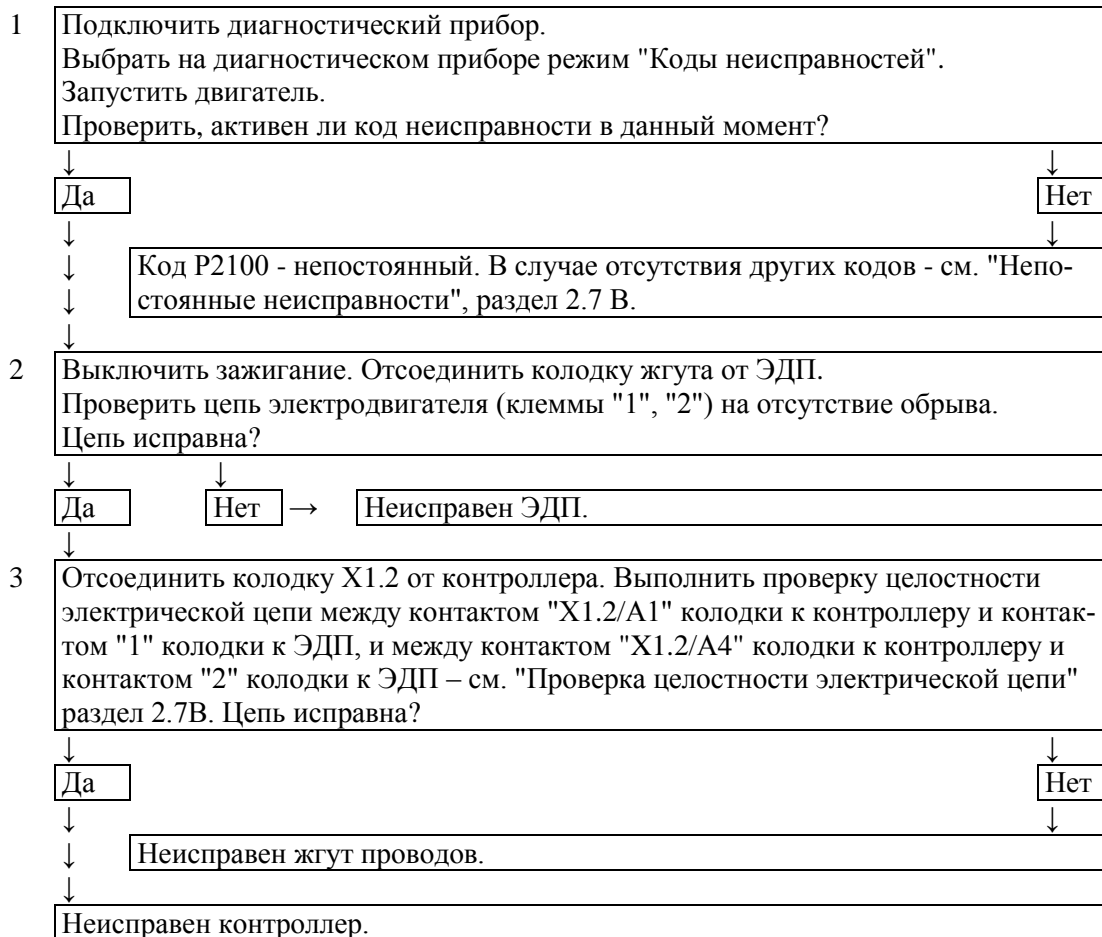 1 Подключить диагностический прибор.
Выбрать на диагностическом приборе режим "Коды неисправностей".
Запустить двигатель.
Проверить, активен ли код неисправности в данный момент?
↓ ↓
Да Нет
↓ ↓
↓ Код Р2100 - непостоянный. В случае отсутствия других кодов - см. "Непо-
↓ стоянные неисправности", раздел 2.7 В.
↓
2 Выключить зажигание. Отсоединить колодку жгута от ЭДП.
Проверить цепь электродвигателя (клеммы "1", "2") на отсутствие обрыва.
Цепь исправна?
↓ ↓
Да Нет → Неисправен ЭДП.
↓
3 Отсоединить колодку Х1.2 от контроллера. Выполнить проверку целостности
электрической цепи между контактом "Х1.2/А1" колодки к контроллеру и контак-
том "1" колодки к ЭДП, и между контактом "Х1.2/А4" колодки к контроллеру и
контактом "2" колодки к ЭДП – см. "Проверка целостности электрической цепи"
раздел 2.7В. Цепь исправна?
↓ ↓
Да Нет
↓ ↓
↓ Неисправен жгут проводов.
↓
Неисправен контроллер.